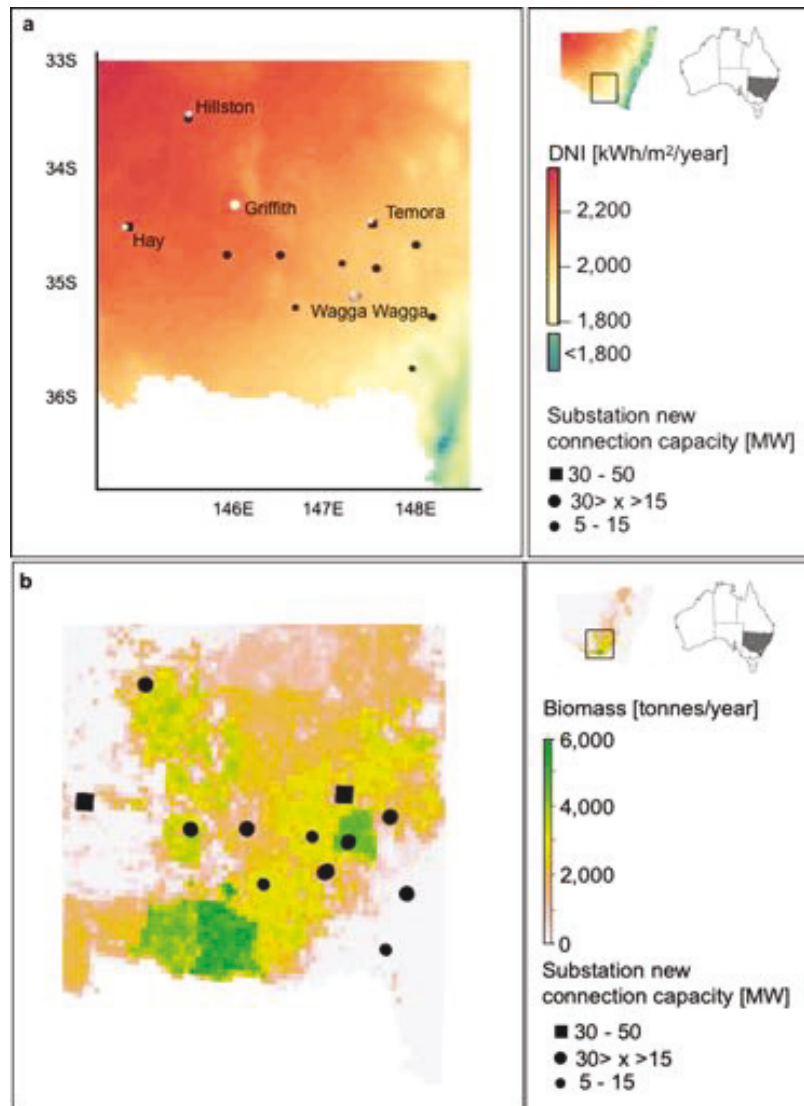 a
33S
34S
35S
36S
146E
147E
148E
Hillston
Griffith
Temora
Hay
Wagga Wagga
DNI [kWh/m²/year]
2,200
2,000
1,800
<1,800
Substation new
connection capacity [MW]
30 - 50
30> x >15
5 - 15
b
Biomass [tonnes/year]
6,000
4,000
2,000
0
Substation new
connection capacity [MW]
30 - 50
30> x >15
5 - 15